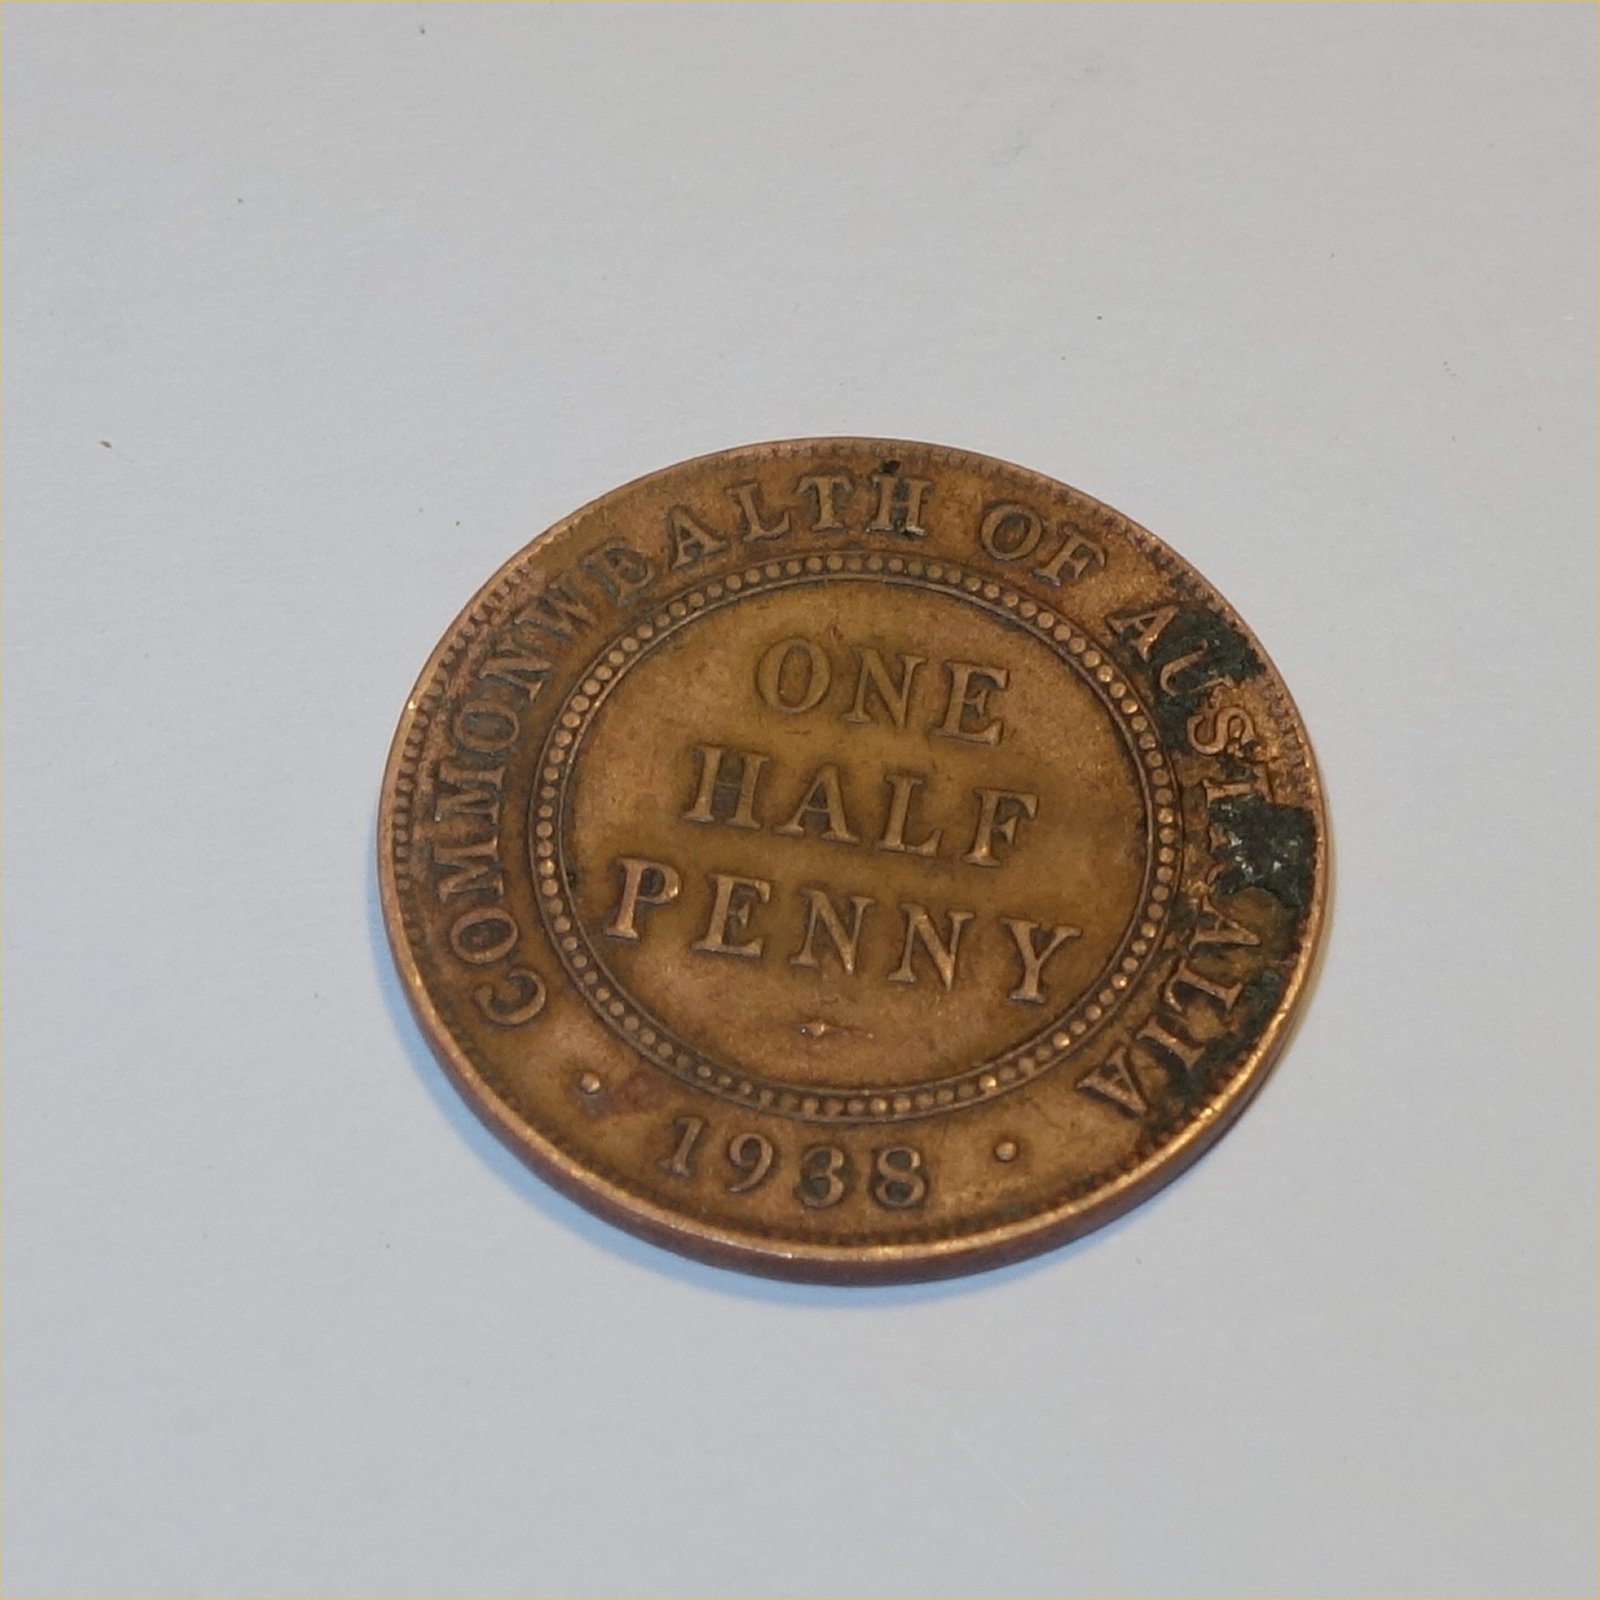 COMMONWEALTH OF AUSTRALIA
ONE
HALF
PENNY
· 1938 ·